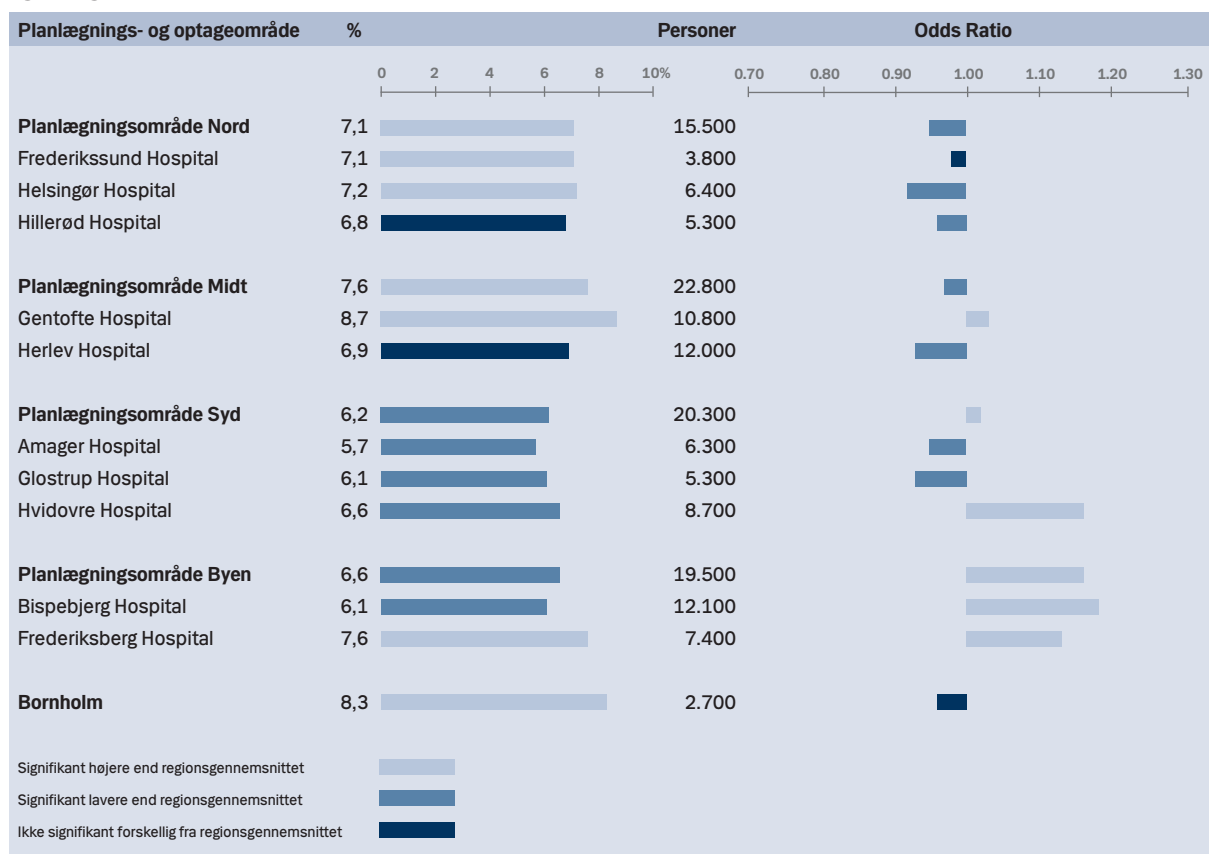 Planlægnings- og optageområde % Personer Odds Ratio
0 2 4 6 8 10% 0.70 0.80 0.90 1.00 1.10 1.20 1.30
Planlægningsområde Nord 7,1 15.500
Frederikssund Hospital 7,1 3.800
Helsingør Hospital 7,2 6.400
Hillerød Hospital 6,8 5.300
Planlægningsområde Midt 7,6 22.800
Gentofte Hospital 8,7 10.800
Herlev Hospital 6,9 12.000
Planlægningsområde Syd 6,2 20.300
Amager Hospital 5,7 6.300
Glostrup Hospital 6,1 5.300
Hvidovre Hospital 6,6 8.700
Planlægningsområde Byen 6,6 19.500
Bispebjerg Hospital 6,1 12.100
Frederiksberg Hospital 7,6 7.400
Bornholm 8,3 2.700
Signifikant højere end regionsgennemsnittet
Signifikant lavere end regionsgennemsnittet
Ikke signifikant forskellig fra regionsgennemsnittet